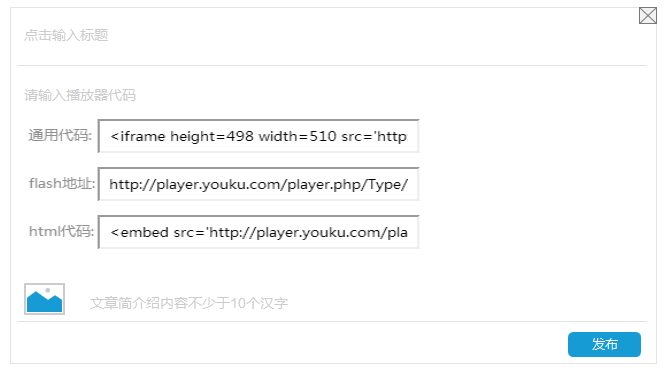 点击输入标题
请输入播放器代码
通用代码: <iframe height=498 width=510 src='http
flash地址: http://player.youku.com/player.php/Type/
html代码: <embed src='http://player.youku.com/pla
文章简介绍内容不少于10个汉字
发布